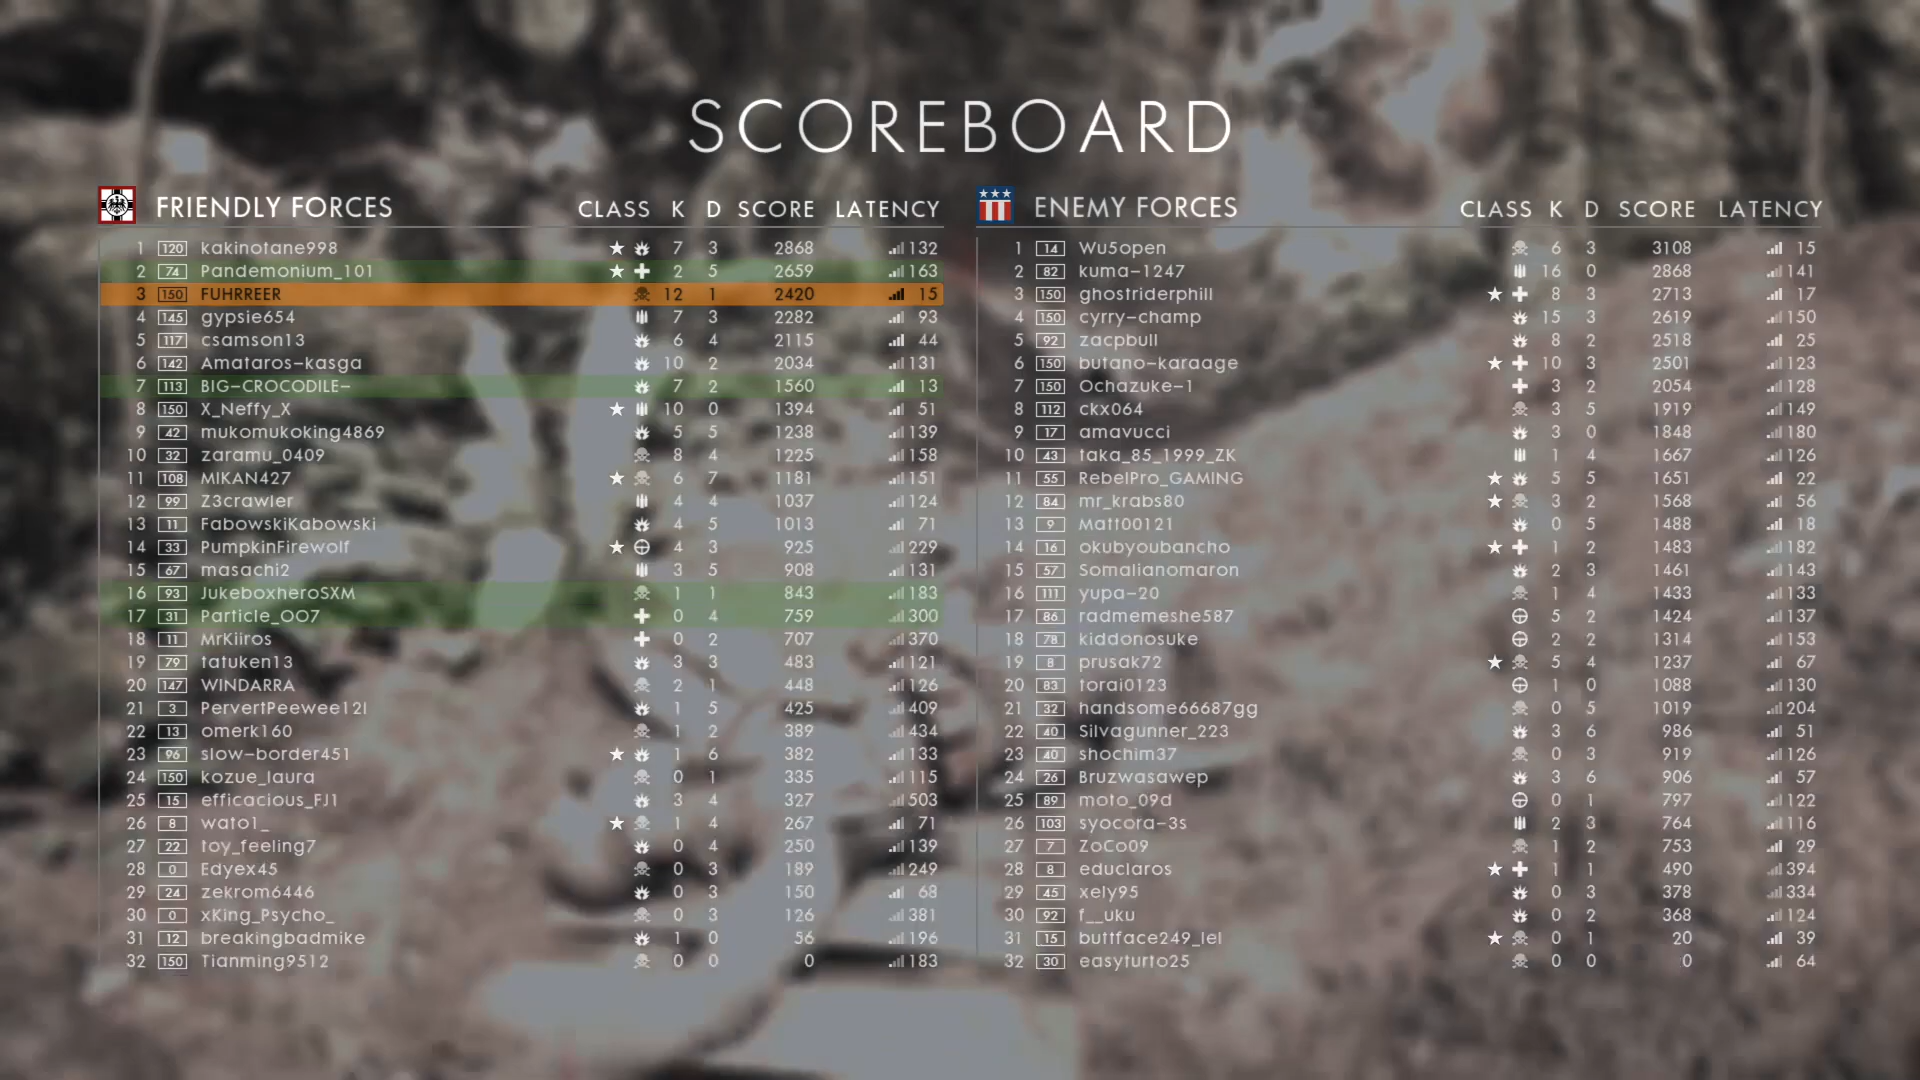 SCOREBOARD
FRIENDLY FORCES CLASS K D SCORE LATENCY
1 120 kakinotane998 7 3 2868 132
2 74 Pandemonium_101 2 5 2659 163
3 150 FUHRREER 12 1 2420 15
4 145 gypsie654 7 3 2282 93
5 117 csamson13 6 4 2115 44
6 142 Amataros-kasga 10 2 2034 131
7 113 BIG-CROCODILE- 7 2 1560 13
8 150 X_Neffy_X 10 0 1394 51
9 42 mukomukoking4869 5 5 1238 139
10 32 zaramu_0409 8 4 1225 158
11 108 MIKAN427 6 7 1181 151
12 99 Z3crawler 4 4 1037 124
13 11 FabowskiKabowski 4 5 1013 71
14 33 PumpkinFirewolf 4 3 925 229
15 67 masachi2 3 5 908 131
16 93 JukeboxheroSXM 1 1 843 183
17 31 Particle_OO7 0 4 759 300
18 11 MrKiiros 0 2 707 370
19 79 tatuken13 3 3 483 121
20 147 WINDARRA 2 1 448 126
21 3 PervertPeewee12l 1 5 425 409
22 13 omerk160 1 2 389 434
23 96 slow-border451 1 6 382 133
24 150 kozue_laura 0 1 335 115
25 15 efficacious_FJ1 3 4 327 503
26 8 wato1_ 1 4 267 71
27 22 toy_feeling7 0 4 250 139
28 0 Edyex45 0 3 189 249
29 24 zekrom6446 0 3 150 68
30 0 xKing_Psycho_ 0 3 126 381
31 12 breakingbadmike 1 0 56 196
32 150 Tianming9512 0 0 0 183
ENEMY FORCES CLASS K D SCORE LATENCY
1 14 Wu5open 6 3 3108 15
2 82 kuma-1247 16 0 2868 141
3 150 ghostriderphill 8 3 2713 17
4 150 cyrry-champ 15 3 2619 150
5 92 zacpbull 8 2 2518 25
6 150 butano-karaage 10 3 2501 123
7 150 Ochazuke-1 3 2 2054 128
8 112 ckx064 3 5 1919 149
9 17 amavucci 3 0 1848 180
10 43 taka_85_1999_ZK 1 4 1667 126
11 55 RebelPro_GAMING 5 5 1651 22
12 84 mr_krabs80 3 2 1568 56
13 9 Matt00121 0 5 1488 18
14 16 okubyoubancho 1 2 1483 182
15 57 Somalianomaron 2 3 1461 143
16 111 yupa-20 1 4 1433 133
17 86 radmemeshe587 5 2 1424 137
18 78 kiddonosuke 2 2 1314 153
19 8 prusak72 5 4 1237 67
20 83 torai0123 1 0 1088 130
21 32 handsome66687gg 0 5 1019 204
22 40 Silvagunner_223 3 6 986 51
23 40 shochim37 0 3 919 126
24 26 Bruzwasawep 3 6 906 57
25 89 moto_09d 0 1 797 122
26 103 syocora-3s 2 3 764 116
27 7 ZoCo09 1 2 753 29
28 8 educlaros 1 1 490 394
29 45 xely95 0 3 378 334
30 92 f__uku 0 2 368 124
31 15 buttface249_lel 0 1 20 39
32 30 easyturto25 0 0 0 64